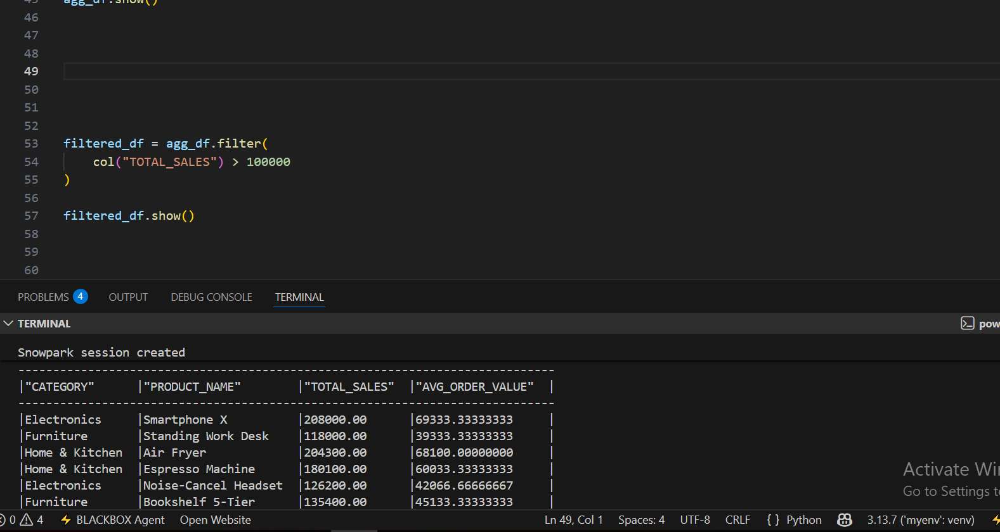 45 agg_df.show()
46
47
48
49
50
51
52
53 filtered_df = agg_df.filter(
54     col("TOTAL_SALES") > 100000
55 )
56
57 filtered_df.show()
58
59
60
PROBLEMS 4 OUTPUT DEBUG CONSOLE TERMINAL
TERMINAL pow
Snowpark session created
--------------------------------------------------------------------------------
|"CATEGORY"      |"PRODUCT_NAME"        |"TOTAL_SALES"  |"AVG_ORDER_VALUE"  |
--------------------------------------------------------------------------------
|Electronics     |Smartphone X          |208000.00      |69333.33333333     |
|Furniture       |Standing Work Desk    |118000.00      |39333.33333333     |
|Home & Kitchen  |Air Fryer             |204300.00      |68100.00000000     |
|Home & Kitchen  |Espresso Machine      |180100.00      |60033.33333333     |
|Electronics     |Noise-Cancel Headset  |126200.00      |42066.66666667     |
|Furniture       |Bookshelf 5-Tier      |135400.00      |45133.33333333     |
Activate Wi
Go to Settings t
0 4 BLACKBOX Agent Open Website Ln 49, Col 1 Spaces: 4 UTF-8 CRLF { } Python 3.13.7 ('myenv': venv)